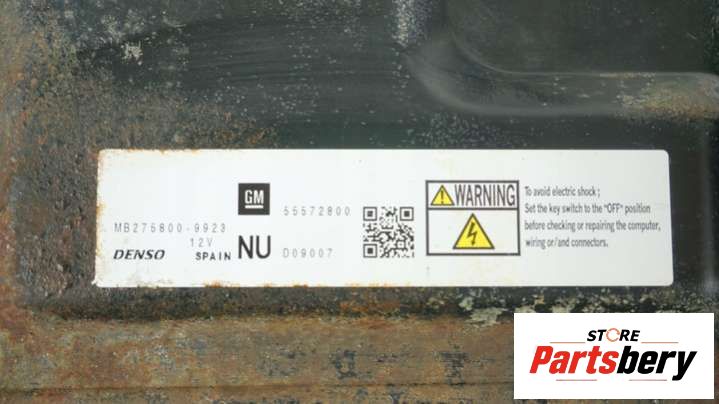 GM
55572800
MB275800-9923
12V
DENSO
SPAIN
NU
D09007
WARNING
To avoid electric shock ;
Set the key switch to the "OFF" position
before checking or repairing the computer,
wiring or/and connectors.
STORE
Partsbery